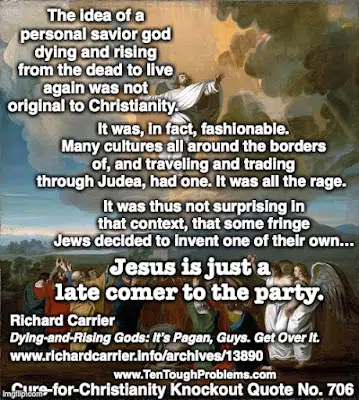 The idea of a
personal savior god
dying and rising
from the dead to live
again was not
original to Christianity.
It was, in fact, fashionable.
Many cultures all around the borders
of, and traveling and trading
through Judea, had one. It was all the rage.
It was thus not surprising in
that context, that some fringe
Jews decided to invent one of their own...
Jesus is just a
late comer to the party.
Richard Carrier
Dying-and-Rising Gods: It's Pagan, Guys. Get Over It.
www.richardcarrier.info/archives/13890
www.TenToughProblems.com
Cure-for-Christianity Knockout Quote No. 706
imgflip.com